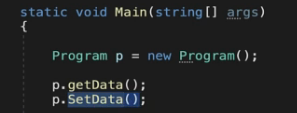 static void Main(string[] args)
{
Program p = new Program();
p.getData();
p.SetData();